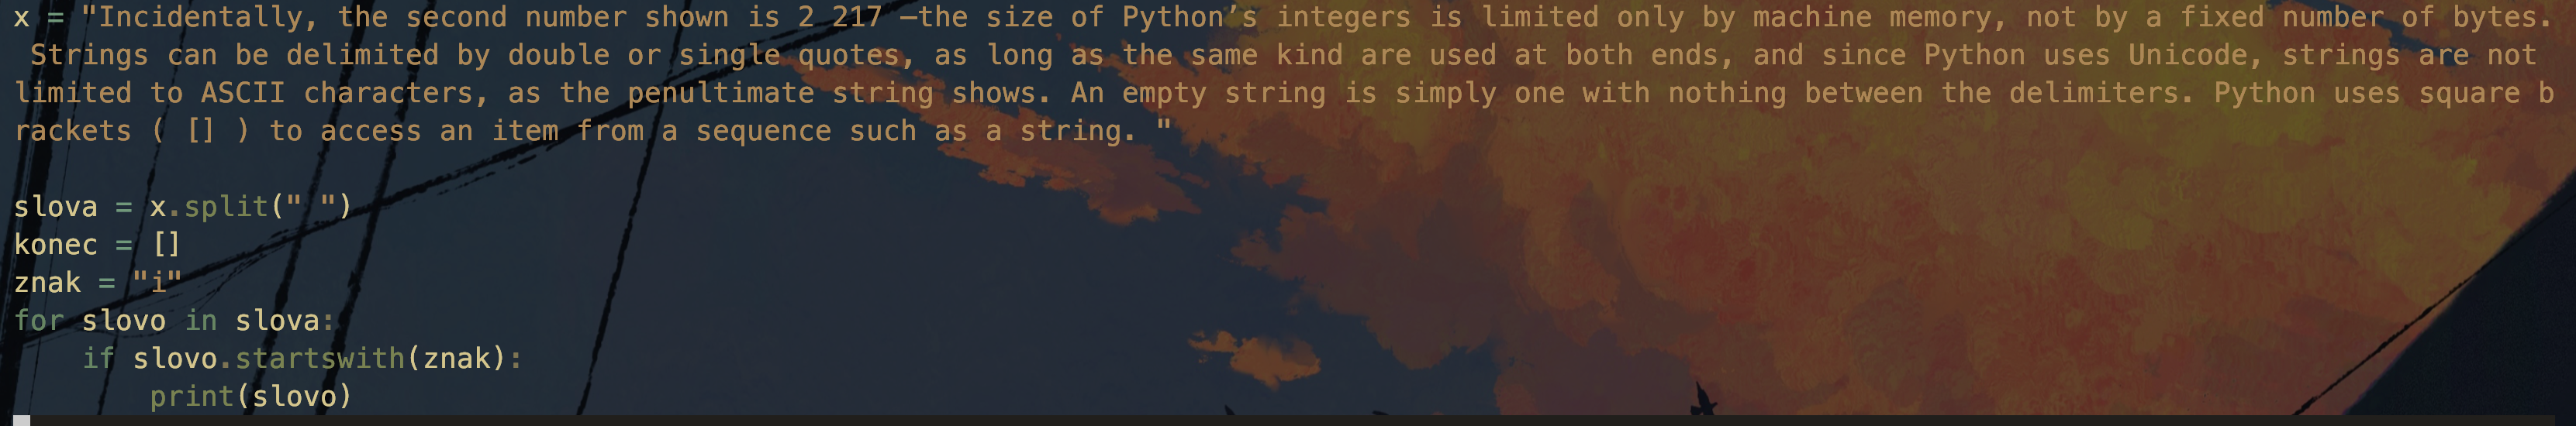 x = "Incidentally, the second number shown is 2 217 —the size of Python’s integers is limited only by machine memory, not by a fixed number of bytes.
 Strings can be delimited by double or single quotes, as long as the same kind are used at both ends, and since Python uses Unicode, strings are not
limited to ASCII characters, as the penultimate string shows. An empty string is simply one with nothing between the delimiters. Python uses square b
rackets ( [] ) to access an item from a sequence such as a string. "
slova = x.split(" ")
konec = []
znak = "i"
for slovo in slova:
    if slovo.startswith(znak):
        print(slovo)